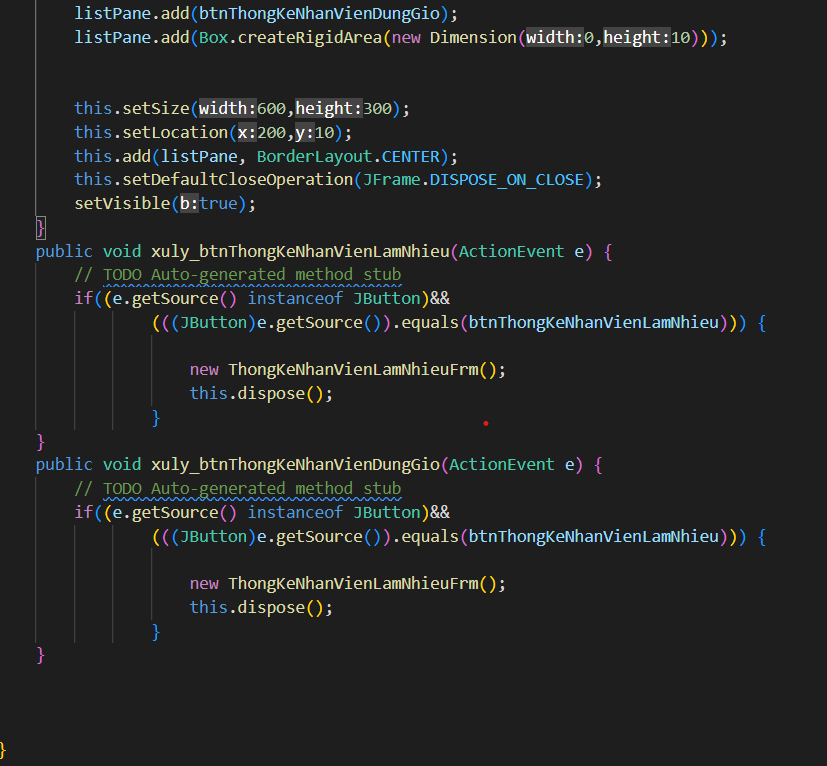 listPane.add(btnThongKeNhanVienDungGio);
listPane.add(Box.createRigidArea(new Dimension(width:0,height:10)));
this.setSize(width:600,height:300);
this.setLocation(x:200,y:10);
this.add(listPane, BorderLayout.CENTER);
this.setDefaultCloseOperation(JFrame.DISPOSE_ON_CLOSE);
setVisible(b:true);
}
public void xuly_btnThongKeNhanVienLamNhieu(ActionEvent e) {
// TODO Auto-generated method stub
if((e.getSource() instanceof JButton)&&
(((JButton)e.getSource()).equals(btnThongKeNhanVienLamNhieu))) {
new ThongKeNhanVienLamNhieuFrm();
this.dispose();
}
}
public void xuly_btnThongKeNhanVienDungGio(ActionEvent e) {
// TODO Auto-generated method stub
if((e.getSource() instanceof JButton)&&
(((JButton)e.getSource()).equals(btnThongKeNhanVienLamNhieu))) {
new ThongKeNhanVienLamNhieuFrm();
this.dispose();
}
}
}